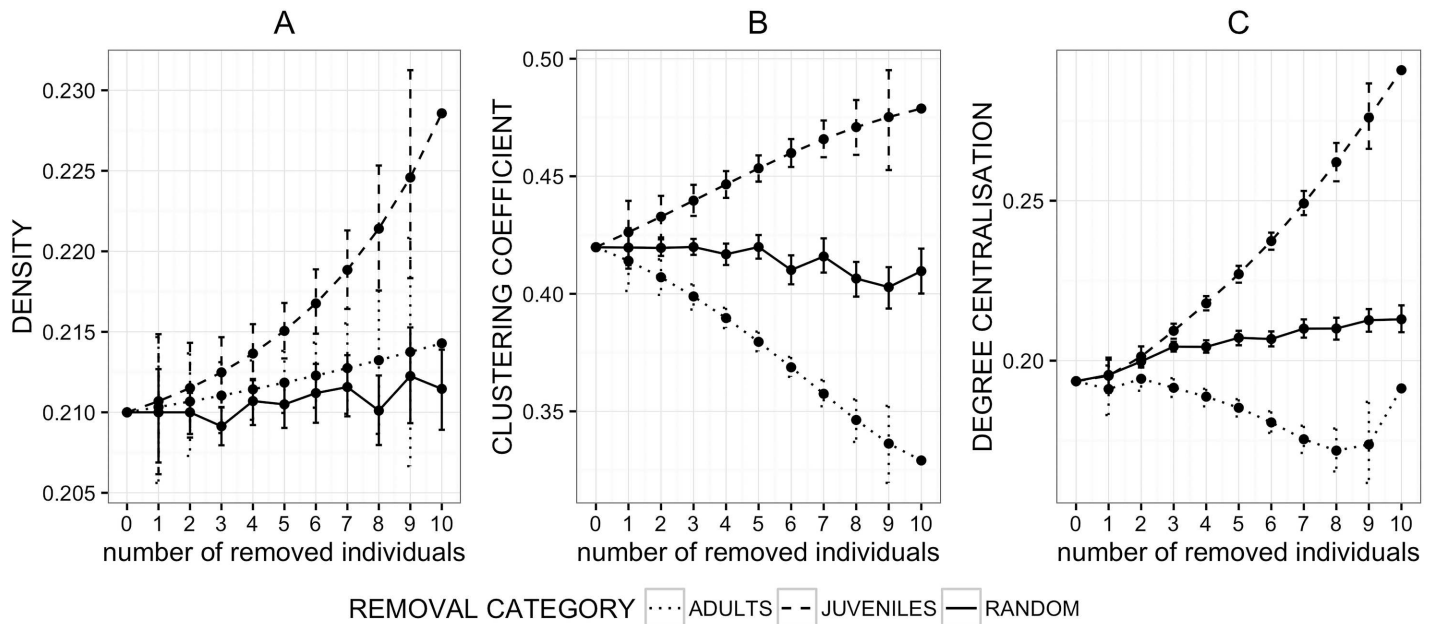 A
B
C
DENSITY
0.230
0.225
0.220
0.215
0.210
0.205
0 1 2 3 4 5 6 7 8 9 10
number of removed individuals
CLUSTERING COEFFICIENT
0.50
0.45
0.40
0.35
0 1 2 3 4 5 6 7 8 9 10
number of removed individuals
DEGREE CENTRALISATION
0.25
0.20
0 1 2 3 4 5 6 7 8 9 10
number of removed individuals
REMOVAL CATEGORY ADULTS JUVENILES RANDOM